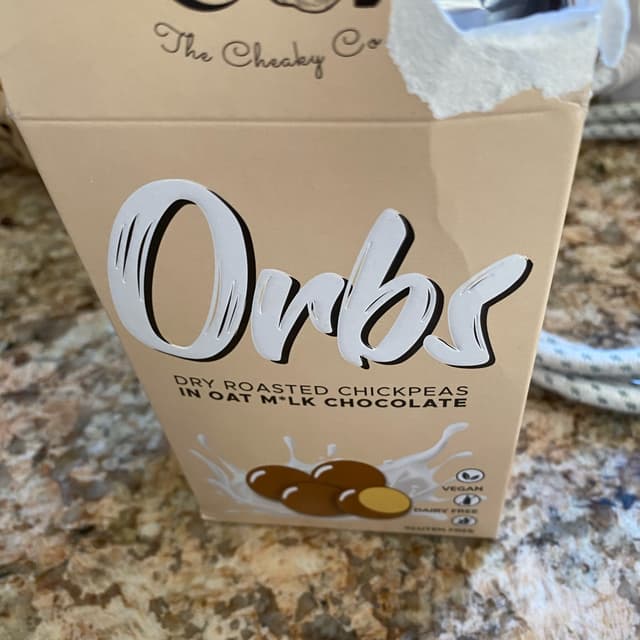 The Cheaky Co
Orbs
DRY ROASTED CHICKPEAS
IN OAT M*LK CHOCOLATE
VEGAN
DAIRY FREE
GLUTEN FREE